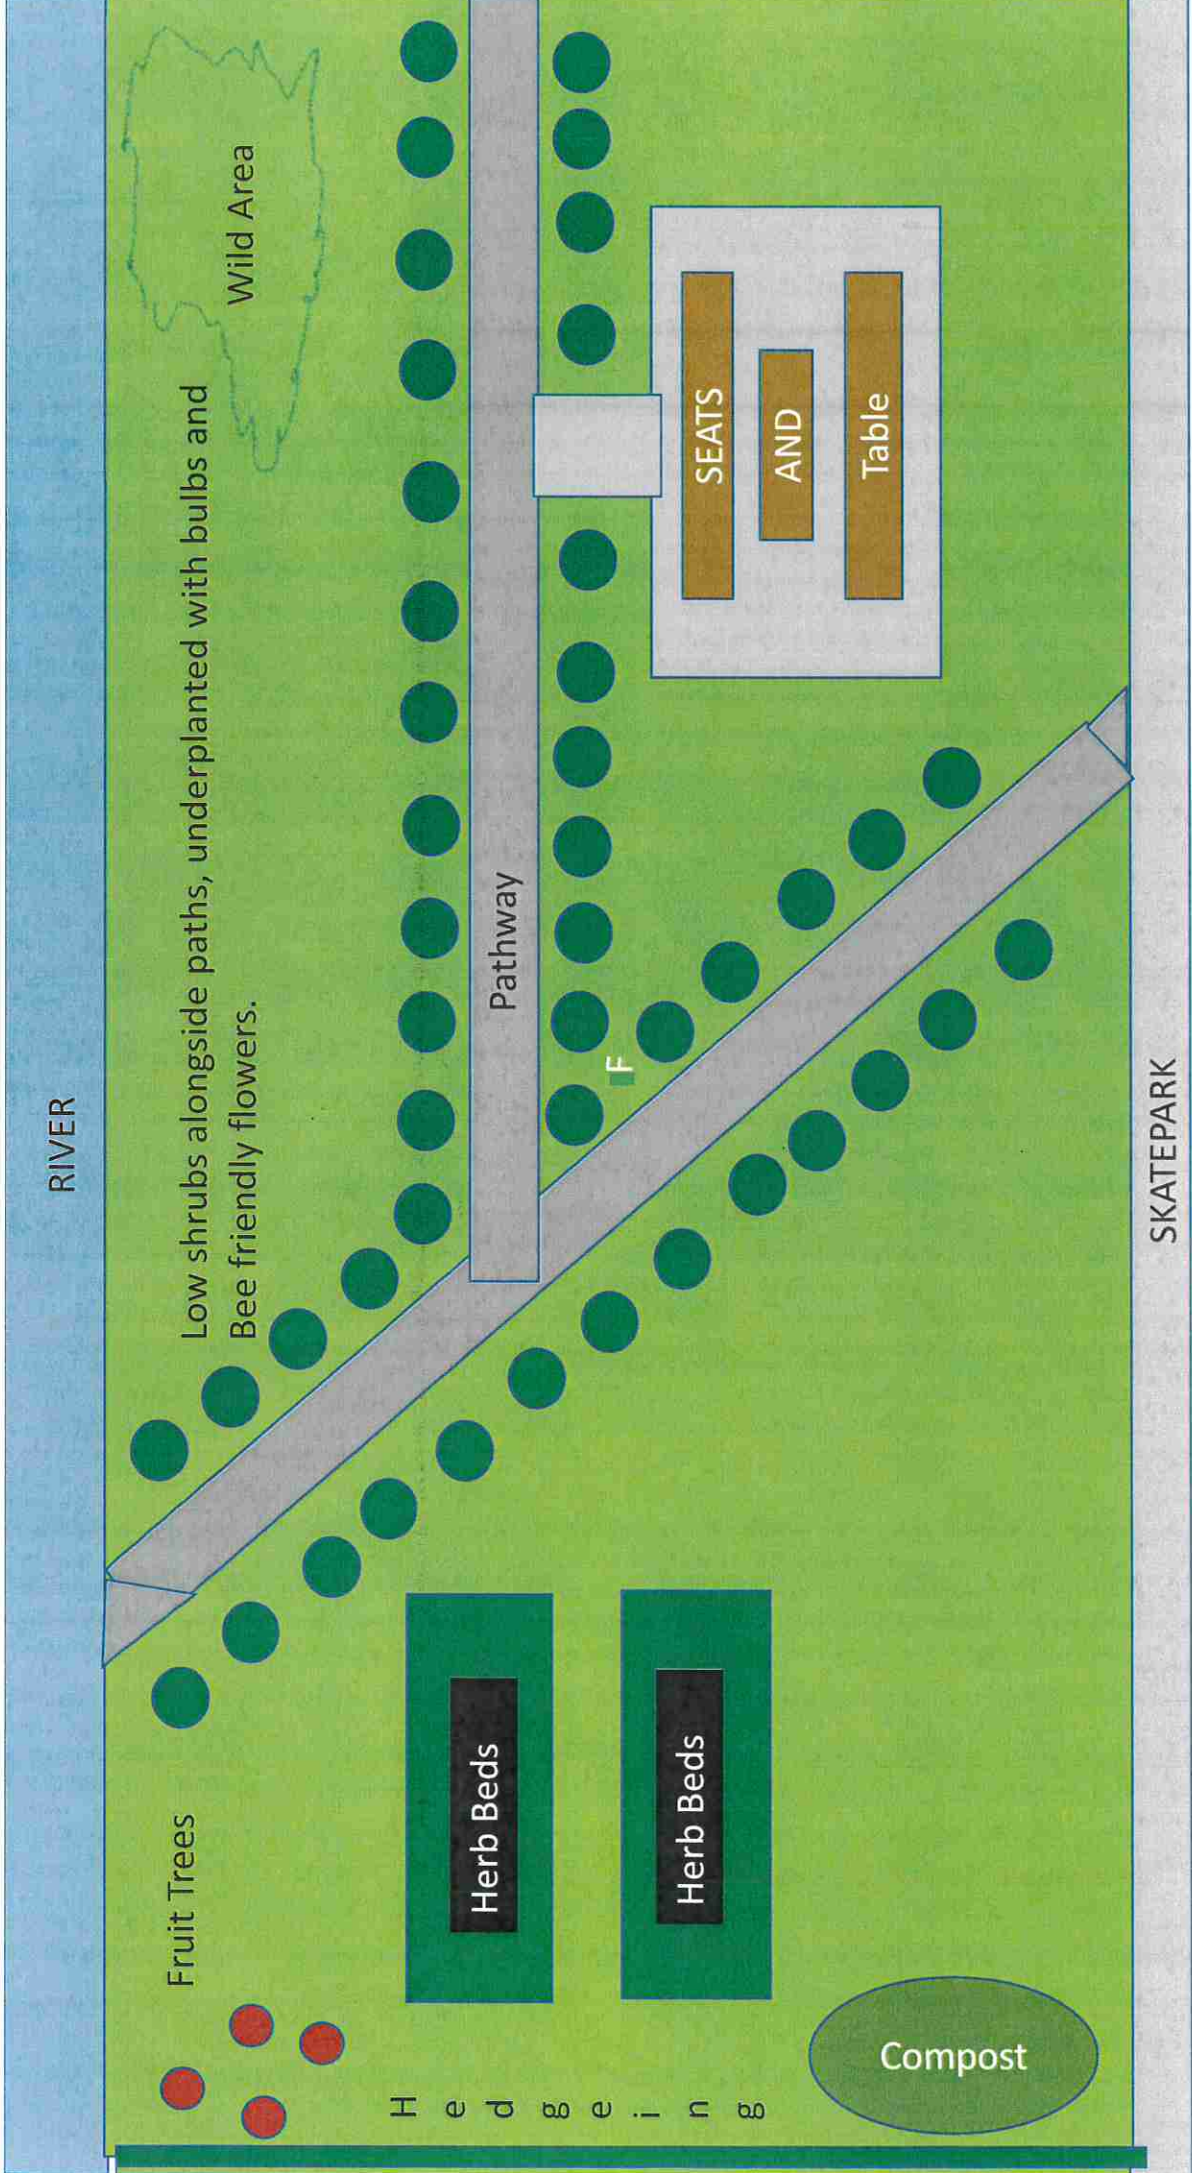 RIVER
Low shrubs alongside paths, underplanted with bulbs and
Bee friendly flowers.
Wild Area
Fruit Trees
Pathway
F
Herb Beds
Herb Beds
SEATS
AND
Table
Hedgeing
Compost
SKATEPARK